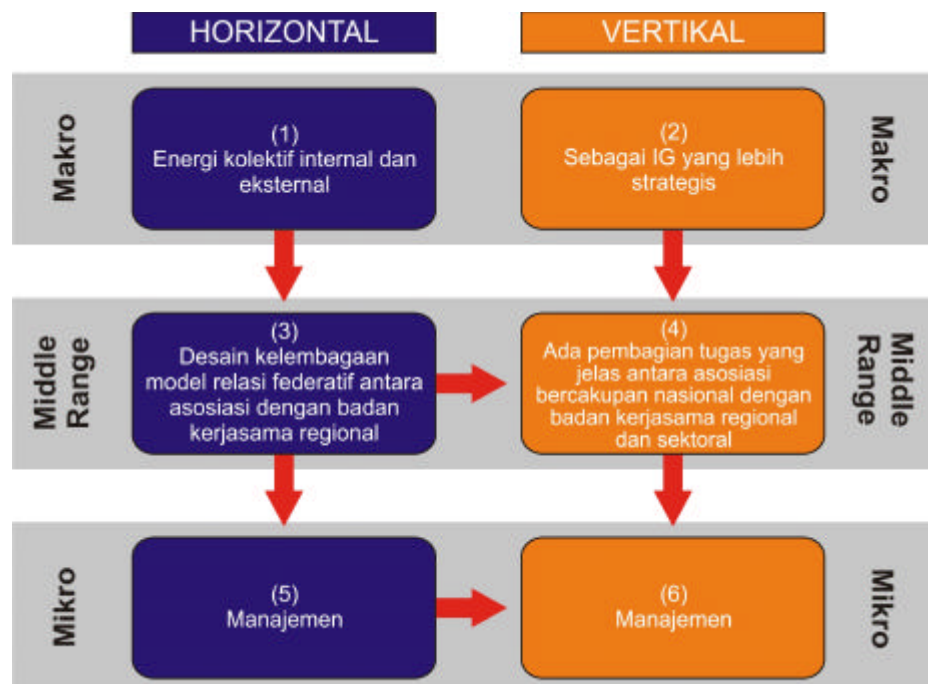 HORIZONTAL
VERTIKAL
Makro
(1)
Energi kolektif internal dan
eksternal
(2)
Sebagai IG yang lebih
strategis
Makro
Middle
Range
(3)
Desain kelembagaan
model relasi federatif antara
asosiasi dengan badan
kerjasama regional
(4)
Ada pembagian tugas yang
jelas antara asosiasi
bercakupan nasional dengan
badan kerjasama regional
dan sektoral
Middle
Range
Mikro
(5)
Manajemen
(6)
Manajemen
Mikro